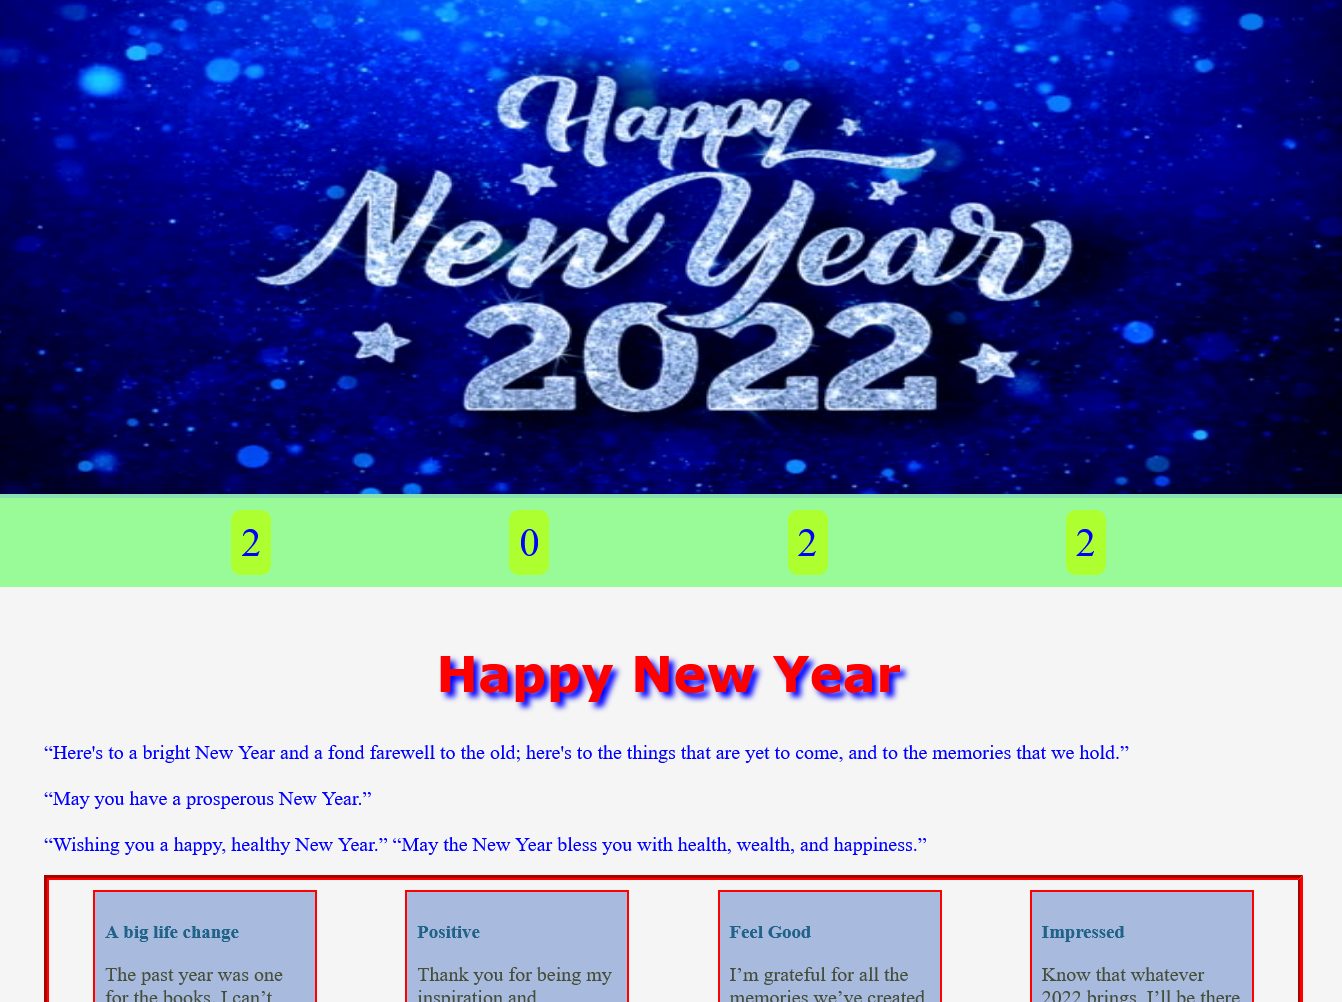 Happy
New Year
2022
2 0 2 2
Happy New Year
“Here's to a bright New Year and a fond farewell to the old; here's to the things that are yet to come, and to the memories that we hold.”
“May you have a prosperous New Year.”
“Wishing you a happy, healthy New Year.” “May the New Year bless you with health, wealth, and happiness.”
A big life change
The past year was one
for the books. I can’t
Positive
Thank you for being my
inspiration and
Feel Good
I’m grateful for all the
memories we’ve created
Impressed
Know that whatever
2022 brings, I’ll be there